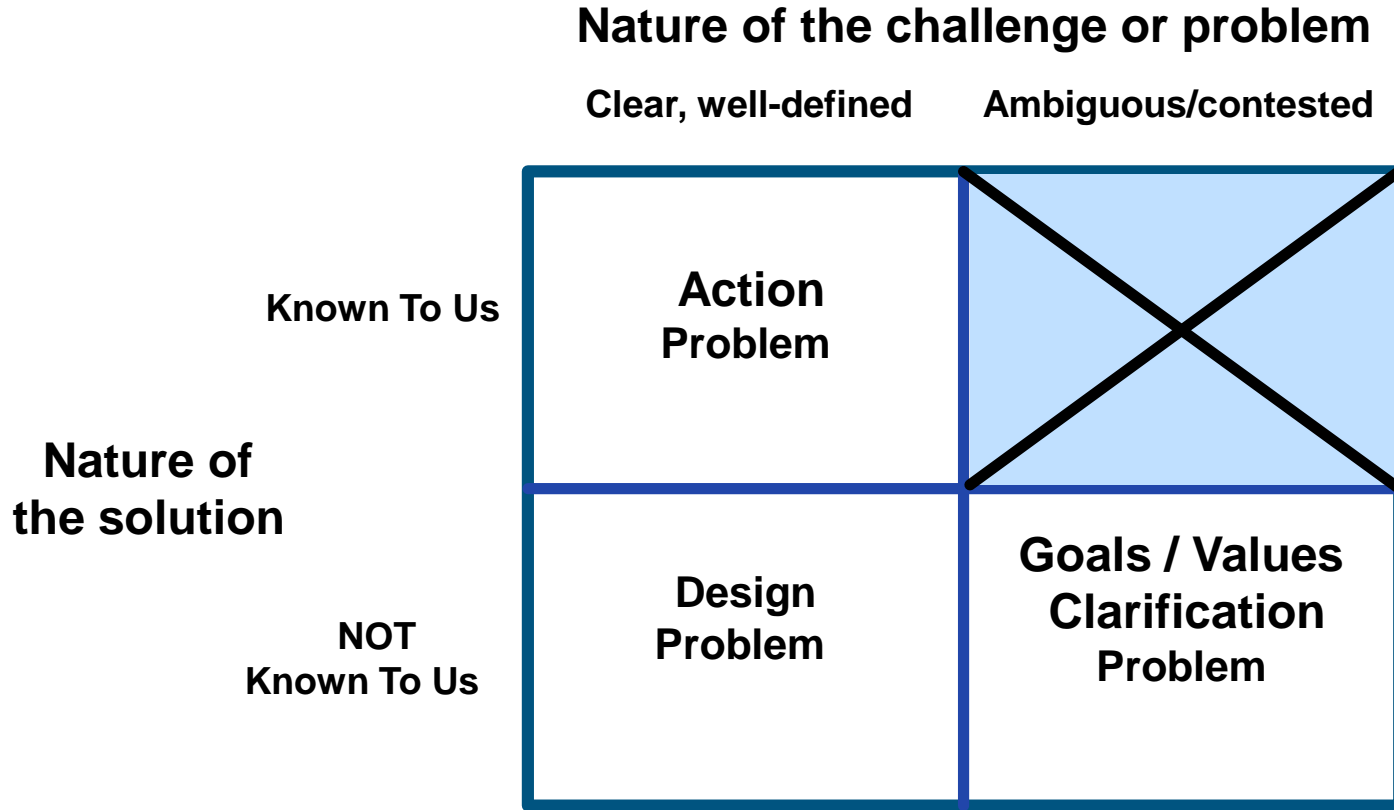 Nature of the challenge or problem
Clear, well-defined
Ambiguous/contested
Known To Us
Action
Problem
Nature of
the solution
NOT
Known To Us
Design
Problem
Goals / Values
Clarification
Problem